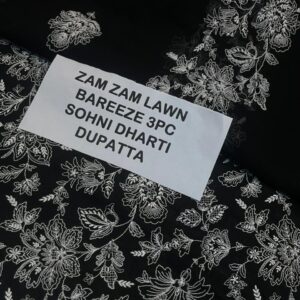 ZAM ZAM LAWN
BAREEZE 3PC
SOHNI DHARTI
DUPATTA